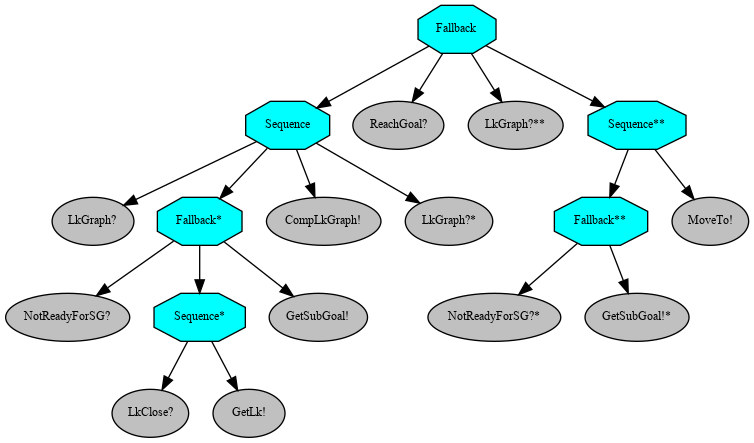 Fallback
Sequence
ReachGoal?
LkGraph?**
Sequence**
LkGraph?
Fallback*
CompLkGraph!
LkGraph?*
Fallback**
MoveTo!
NotReadyForSG?
Sequence*
GetSubGoal!
NotReadyForSG?*
GetSubGoal!*
LkClose?
GetLk!